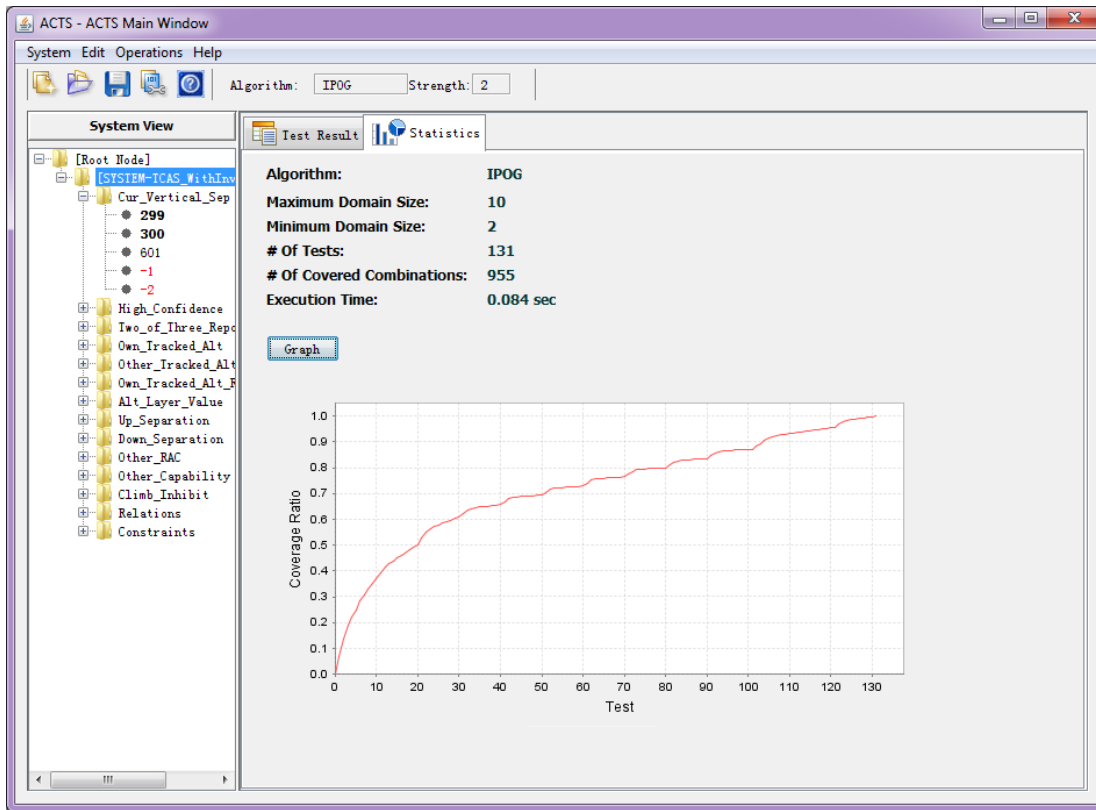 ACTS - ACTS Main Window
System Edit Operations Help
Algorithm: IPOG Strength: 2
System View
[Root Node]
[SYSTEM-TCAS_WithInv
Cur_Vertical_Sep
299
300
601
-1
-2
High_Confidence
Two_of_Three_Repo
Own_Tracked_Alt
Other_Tracked_Alt
Own_Tracked_Alt_R
Alt_Layer_Value
Up_Separation
Down_Separation
Other_RAC
Other_Capability
Climb_Inhibit
Relations
Constraints
Test Result Statistics
Algorithm: IPOG
Maximum Domain Size: 10
Minimum Domain Size: 2
# Of Tests: 131
# Of Covered Combinations: 955
Execution Time: 0.084 sec
Graph
Coverage Ratio
1.0
0.9
0.8
0.7
0.6
0.5
0.4
0.3
0.2
0.1
0.0
0 10 20 30 40 50 60 70 80 90 100 110 120 130
Test